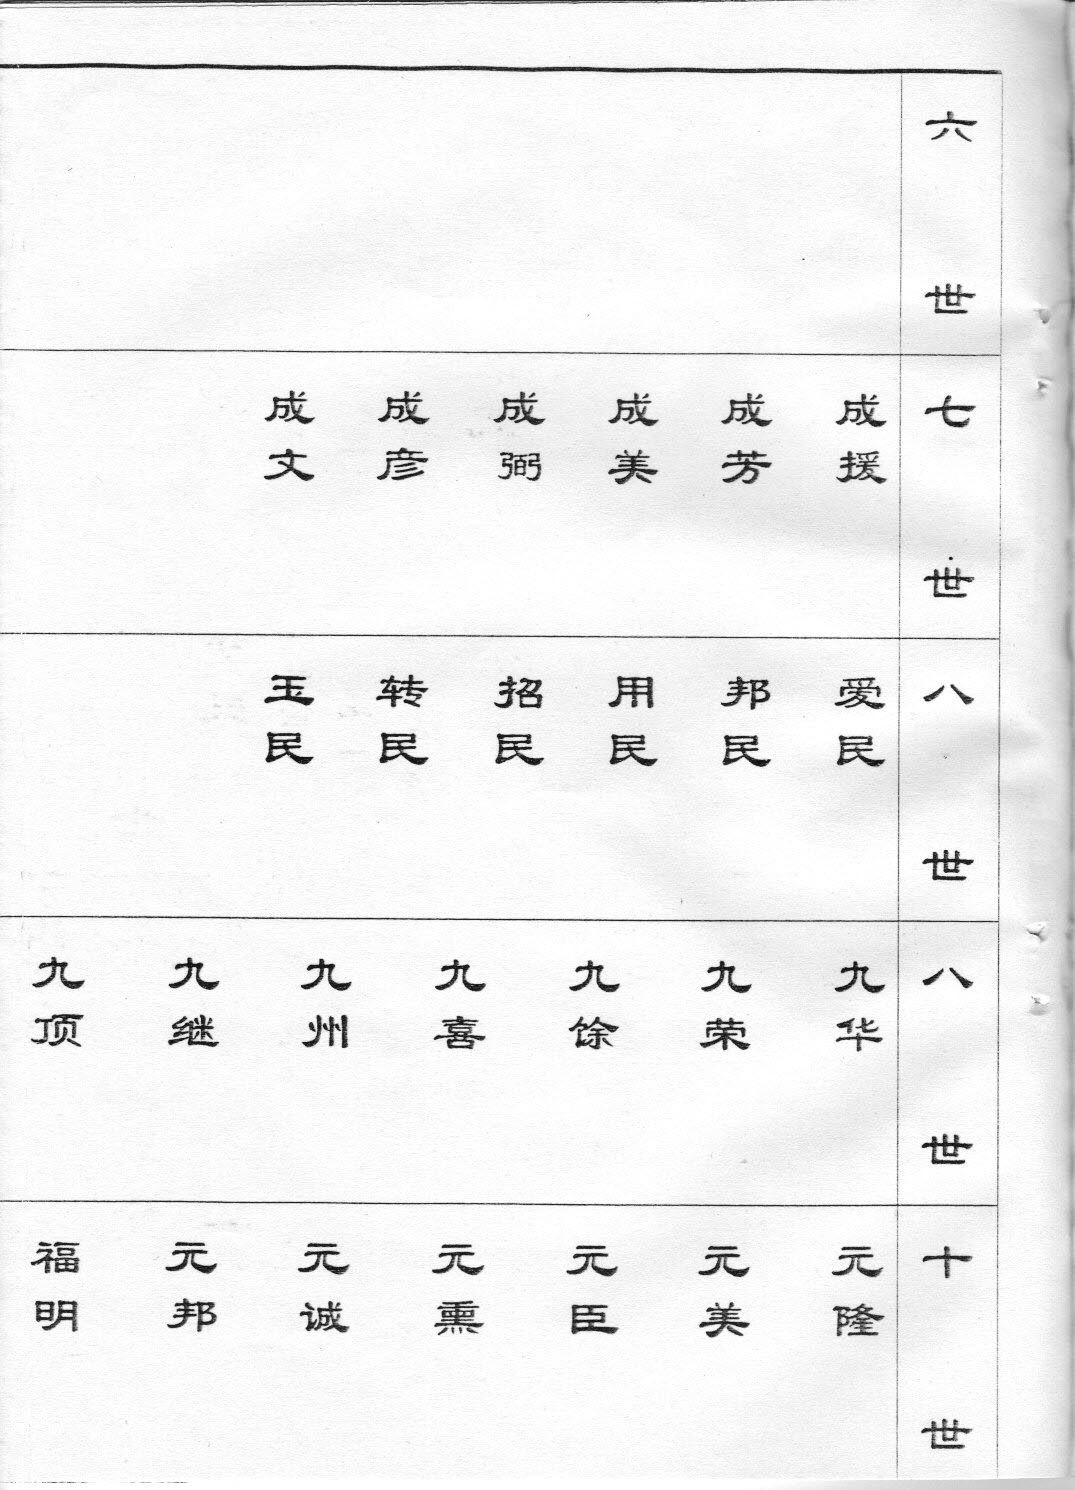 六世
七世
成援
成芳
成美
成弼
成彦
成文
八世
爱民
邦民
用民
招民
转民
玉民
八世
九华
九荣
九馀
九喜
九州
九继
九顶
十世
元隆
元美
元臣
元熏
元诚
元邦
福明